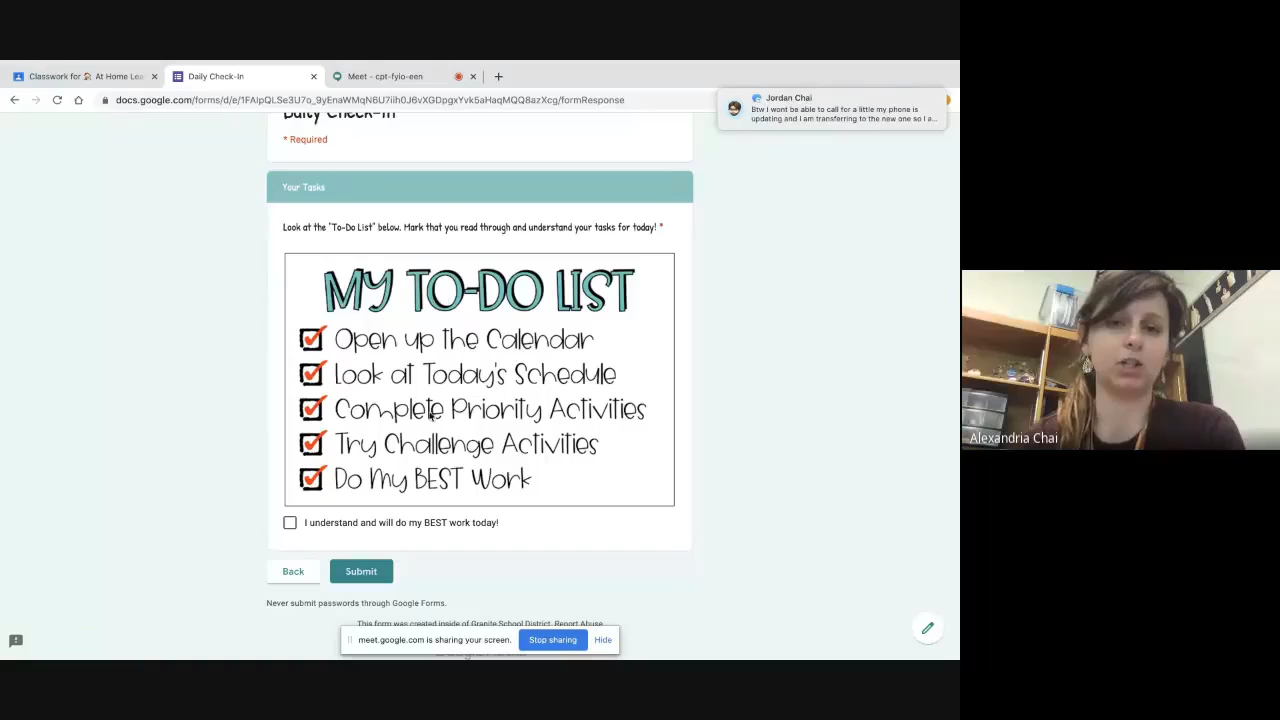 Classwork for 🏠 At Home Lea
Daily Check-In
Meet - cpt-fyio-een
docs.google.com/forms/d/e/1FAIpQLSe3U7o_9yEnaWMqN6U7iih0J6vXGDpgxYvk5aHaqMQQ8azXcg/formResponse
Jordan Chai
Btw I wont be able to call for a little my phone is
updating and I am transferring to the new one so I a...
Daily Check-In
* Required
Your Tasks
Look at the "To-Do List" below. Mark that you read through and understand your tasks for today! *
MY TO-DO LIST
Open up the Calendar
Look at Today's Schedule
Complete Priority Activities
Try Challenge Activities
Do My BEST Work
I understand and will do my BEST work today!
Back
Submit
Never submit passwords through Google Forms.
This form was created inside of Granite School District. Report Abuse
meet.google.com is sharing your screen.
Stop sharing
Hide
Alexandria Chai